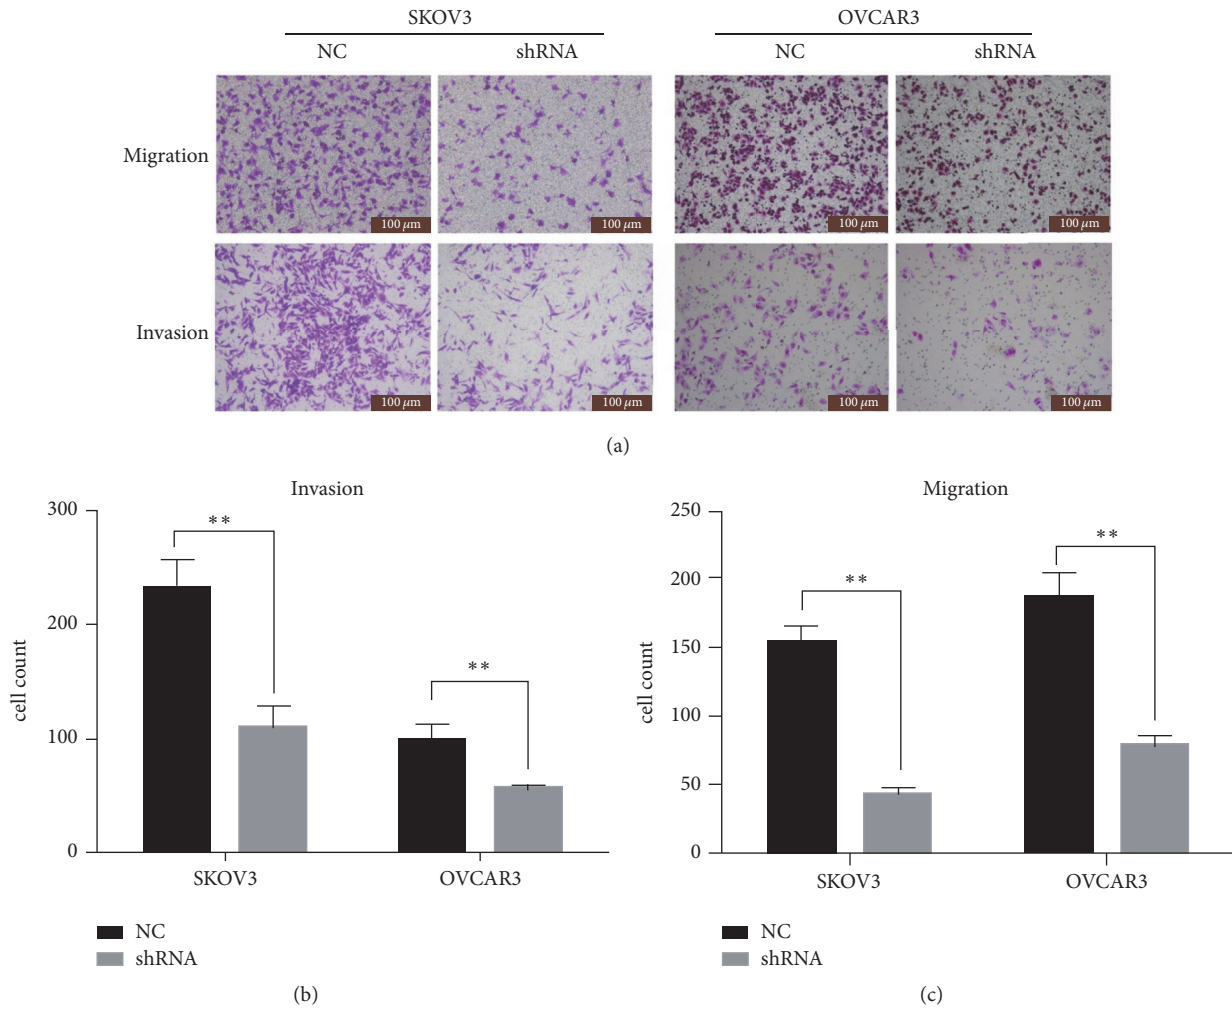 SKOV3 OVCAR3
NC shRNA NC shRNA
Migration
100 μm 100 μm 100 μm 100 μm
Invasion
100 μm 100 μm 100 μm 100 μm
(a)
Invasion
300
200
100
0
cell count
**
**
SKOV3 OVCAR3
NC
shRNA
(b)
Migration
250
200
150
100
50
0
cell count
**
**
SKOV3 OVCAR3
NC
shRNA
(c)